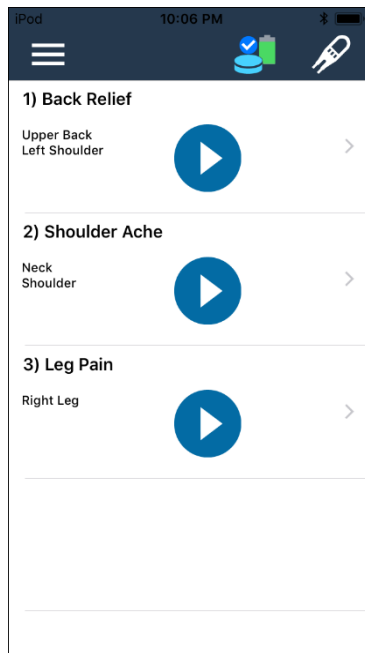 iPod 10:06 PM
1) Back Relief
Upper Back
Left Shoulder
2) Shoulder Ache
Neck
Shoulder
3) Leg Pain
Right Leg